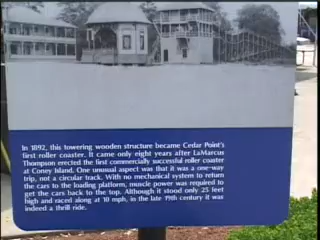 In 1892, this towering wooden structure became Cedar Point's
first roller coaster. It came only eight years after LaMarcus
Thompson erected the first commercially successful roller coaster
at Coney Island. One unusual aspect was that it was a one-way
trip, not a circular track. With no mechanical system to return
the cars to the loading platform, muscle power was required to
get the cars back to the top. Although it stood only 25 feet
high and raced along at 10 mph, in the late 19th century it was
indeed a thrill ride.